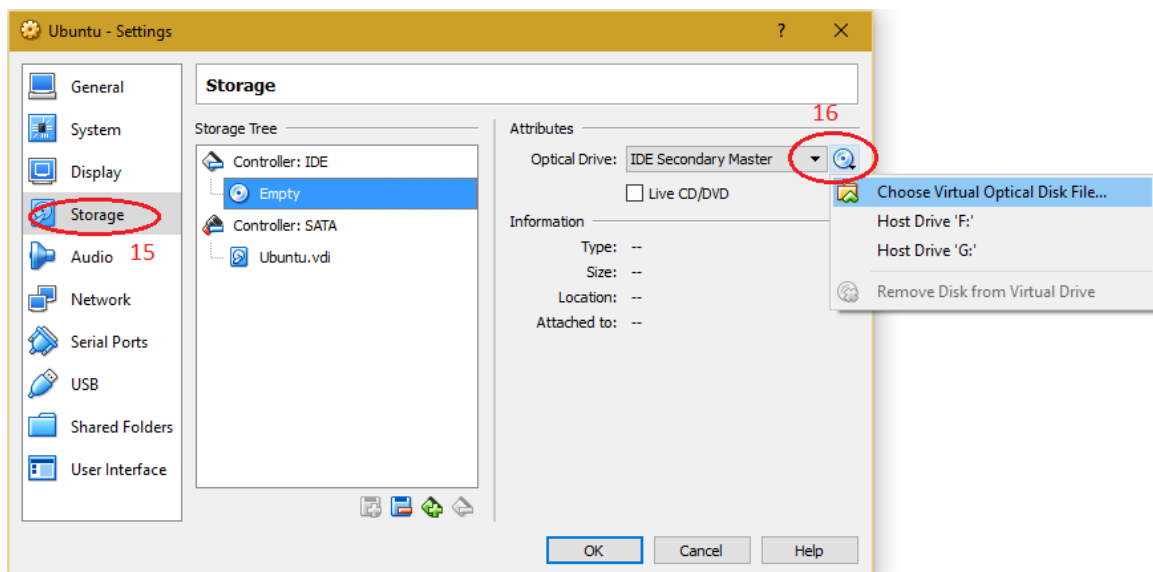 Ubuntu - Settings
?
General
System
Display
Storage
Audio
15
Network
Serial Ports
USB
Shared Folders
User Interface
Storage
Storage Tree
Controller: IDE
Empty
Controller: SATA
Ubuntu.vdi
16
Attributes
Optical Drive: IDE Secondary Master
Live CD/DVD
Information
Type: --
Size: --
Location: --
Attached to: --
Choose Virtual Optical Disk File...
Host Drive 'F:'
Host Drive 'G:'
Remove Disk from Virtual Drive
OK Cancel Help